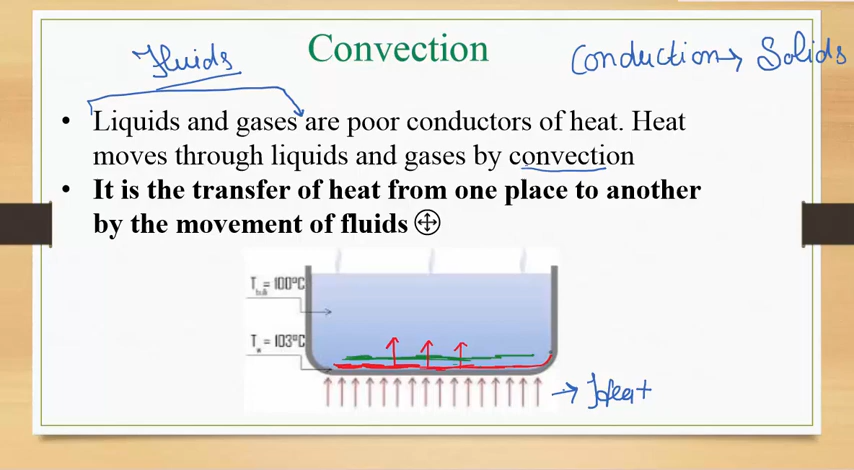 Fluids
Convection
Conduction → Solids
• Liquids and gases are poor conductors of heat. Heat
moves through liquids and gases by convection
• It is the transfer of heat from one place to another
by the movement of fluids
= 100°C
= 103°C
→ Heat